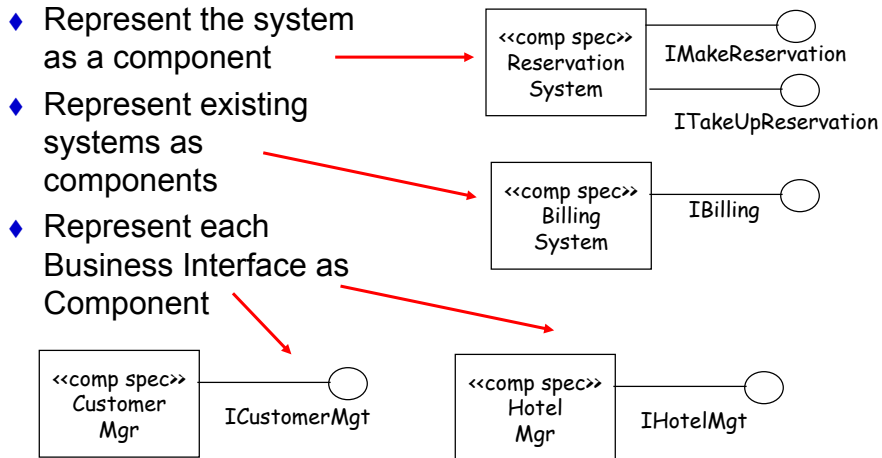 ♦ Represent the system
as a component
♦ Represent existing
systems as
components
♦ Represent each
Business Interface as
Component
<<comp spec>>
Reservation
System
IMakeReservation
ITakeUpReservation
<<comp spec>>
Billing
System
IBilling
<<comp spec>>
Customer
Mgr
ICustomerMgt
<<comp spec>>
Hotel
Mgr
IHotelMgt